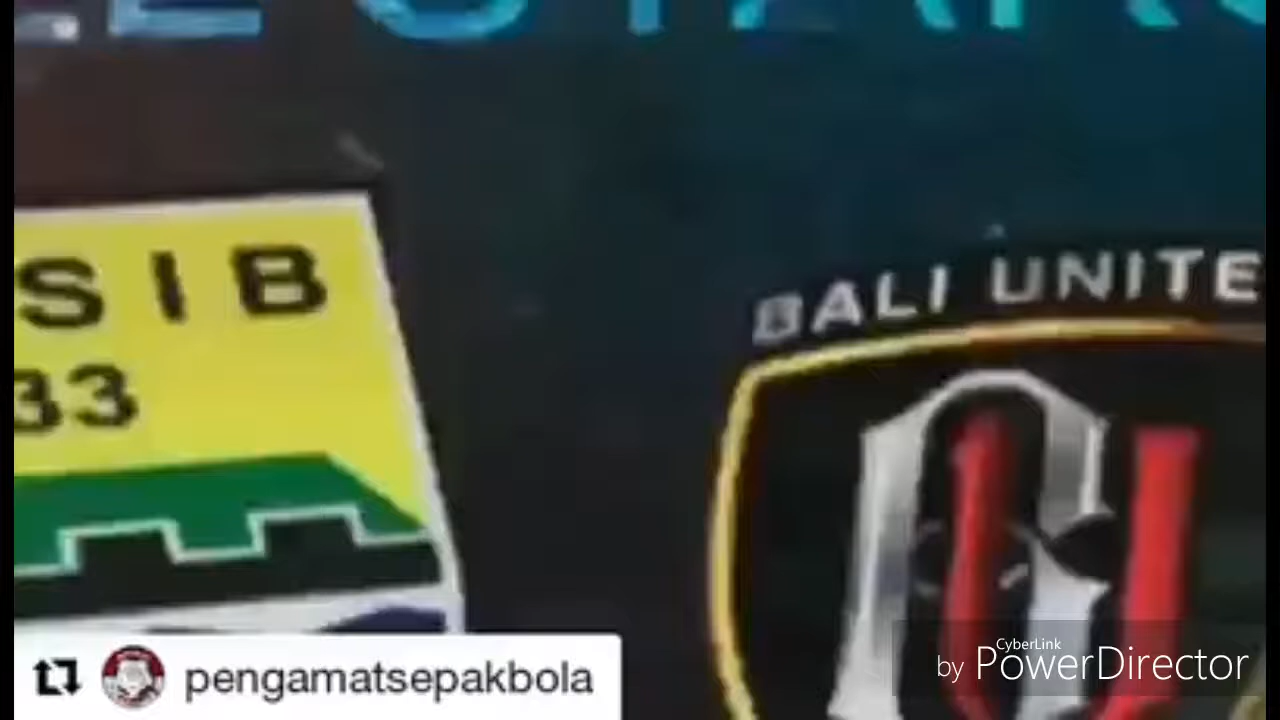 SIB
33
BALI UNITE
pengamatsepakbola
CyberLink
by PowerDirector